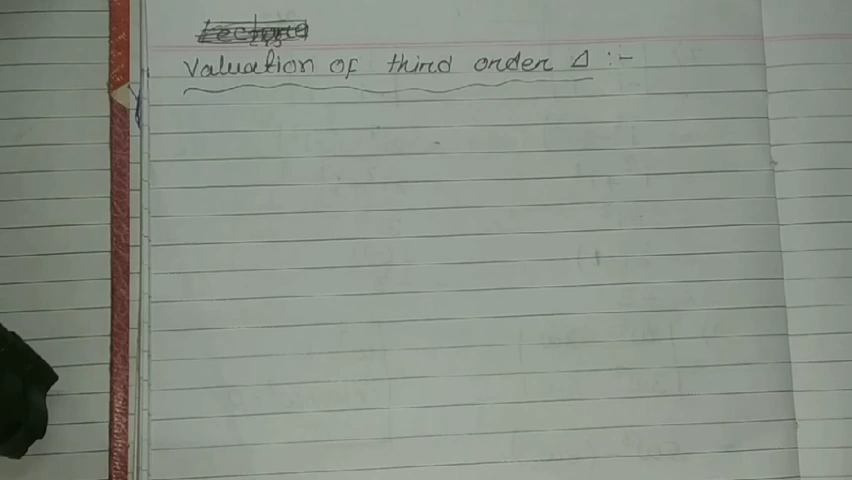 Valuation of third order Δ :-